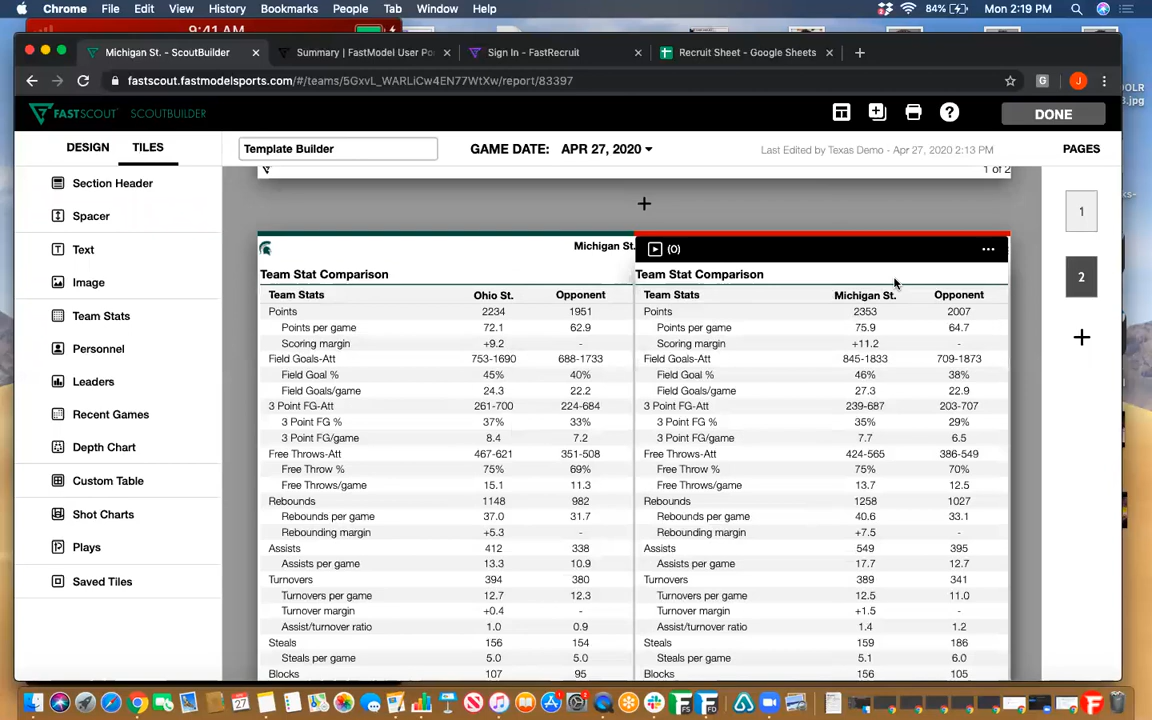 Chrome File Edit View History Bookmarks People Tab Window Help 84% Mon 2:19 PM
9:41 AM
Michigan St. - ScoutBuilder Summary | FastModel User Po Sign In - FastRecruit Recruit Sheet - Google Sheets
fastscout.fastmodelsports.com/#/teams/5GxvL_WARLiCw4EN77WtXw/report/83397 G J
FASTSCOUT SCOUTBUILDER DONE
DESIGN TILES Template Builder GAME DATE: APR 27, 2020 Last Edited by Texas Demo - Apr 27, 2020 2:13 PM PAGES
1 of 2
Section Header
Spacer
Text
Image
Team Stats
Personnel
Leaders
Recent Games
Depth Chart
Custom Table
Shot Charts
Plays
Saved Tiles
1
2
Michigan St. (0)
Team Stat Comparison Team Stat Comparison
Team Stats Ohio St. Opponent Team Stats Michigan St. Opponent
Points 2234 1951 Points 2353 2007
Points per game 72.1 62.9 Points per game 75.9 64.7
Scoring margin +9.2 - Scoring margin +11.2 -
Field Goals-Att 753-1690 688-1733 Field Goals-Att 845-1833 709-1873
Field Goal % 45% 40% Field Goal % 46% 38%
Field Goals/game 24.3 22.2 Field Goals/game 27.3 22.9
3 Point FG-Att 261-700 224-684 3 Point FG-Att 239-687 203-707
3 Point FG % 37% 33% 3 Point FG % 35% 29%
3 Point FG/game 8.4 7.2 3 Point FG/game 7.7 6.5
Free Throws-Att 467-621 351-508 Free Throws-Att 424-565 386-549
Free Throw % 75% 69% Free Throw % 75% 70%
Free Throws/game 15.1 11.3 Free Throws/game 13.7 12.5
Rebounds 1148 982 Rebounds 1258 1027
Rebounds per game 37.0 31.7 Rebounds per game 40.6 33.1
Rebounding margin +5.3 - Rebounding margin +7.5 -
Assists 412 338 Assists 549 395
Assists per game 13.3 10.9 Assists per game 17.7 12.7
Turnovers 394 380 Turnovers 389 341
Turnovers per game 12.7 12.3 Turnovers per game 12.5 11.0
Turnover margin +0.4 - Turnover margin +1.5 -
Assist/turnover ratio 1.0 0.9 Assist/turnover ratio 1.4 1.2
Steals 156 154 Steals 159 186
Steals per game 5.0 5.0 Steals per game 5.1 6.0
Blocks 107 95 Blocks 156 105